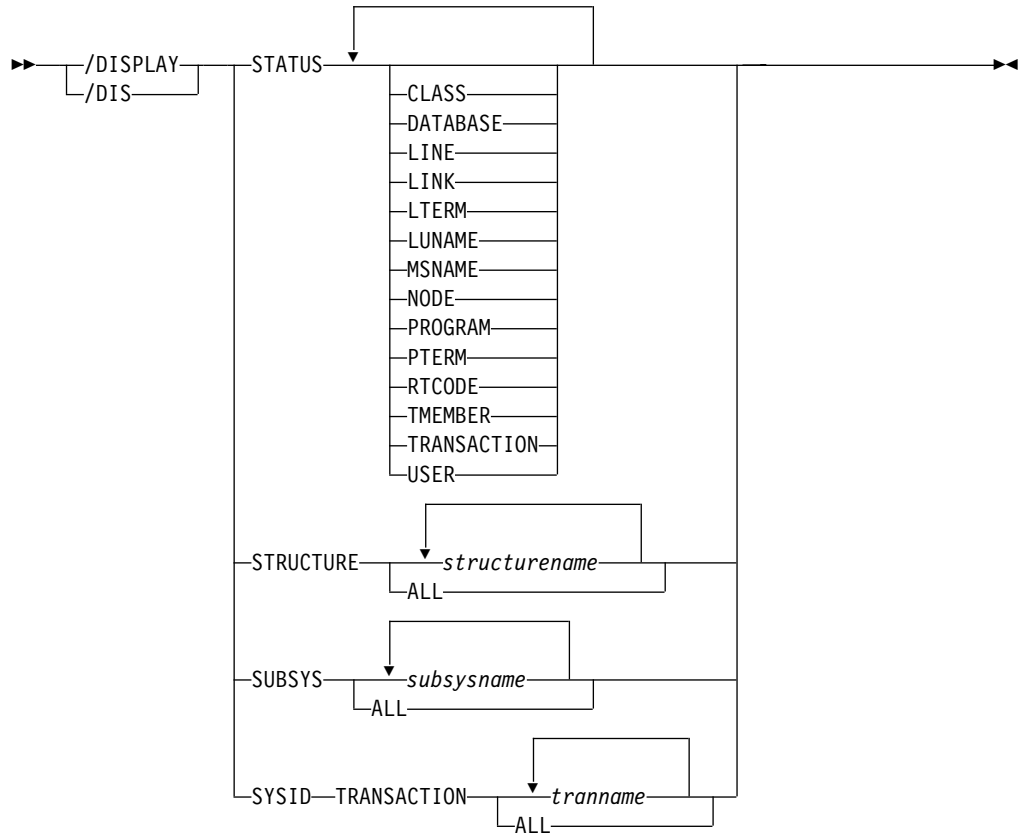 /DISPLAY STATUS
/DIS
CLASS
DATABASE
LINE
LINK
LTERM
LUNAME
MSNAME
NODE
PROGRAM
PTERM
RTCODE
TMEMBER
TRANSACTION
USER
STRUCTURE structurename
ALL
SUBSYS subsysname
ALL
SYSID TRANSACTION tranname
ALL